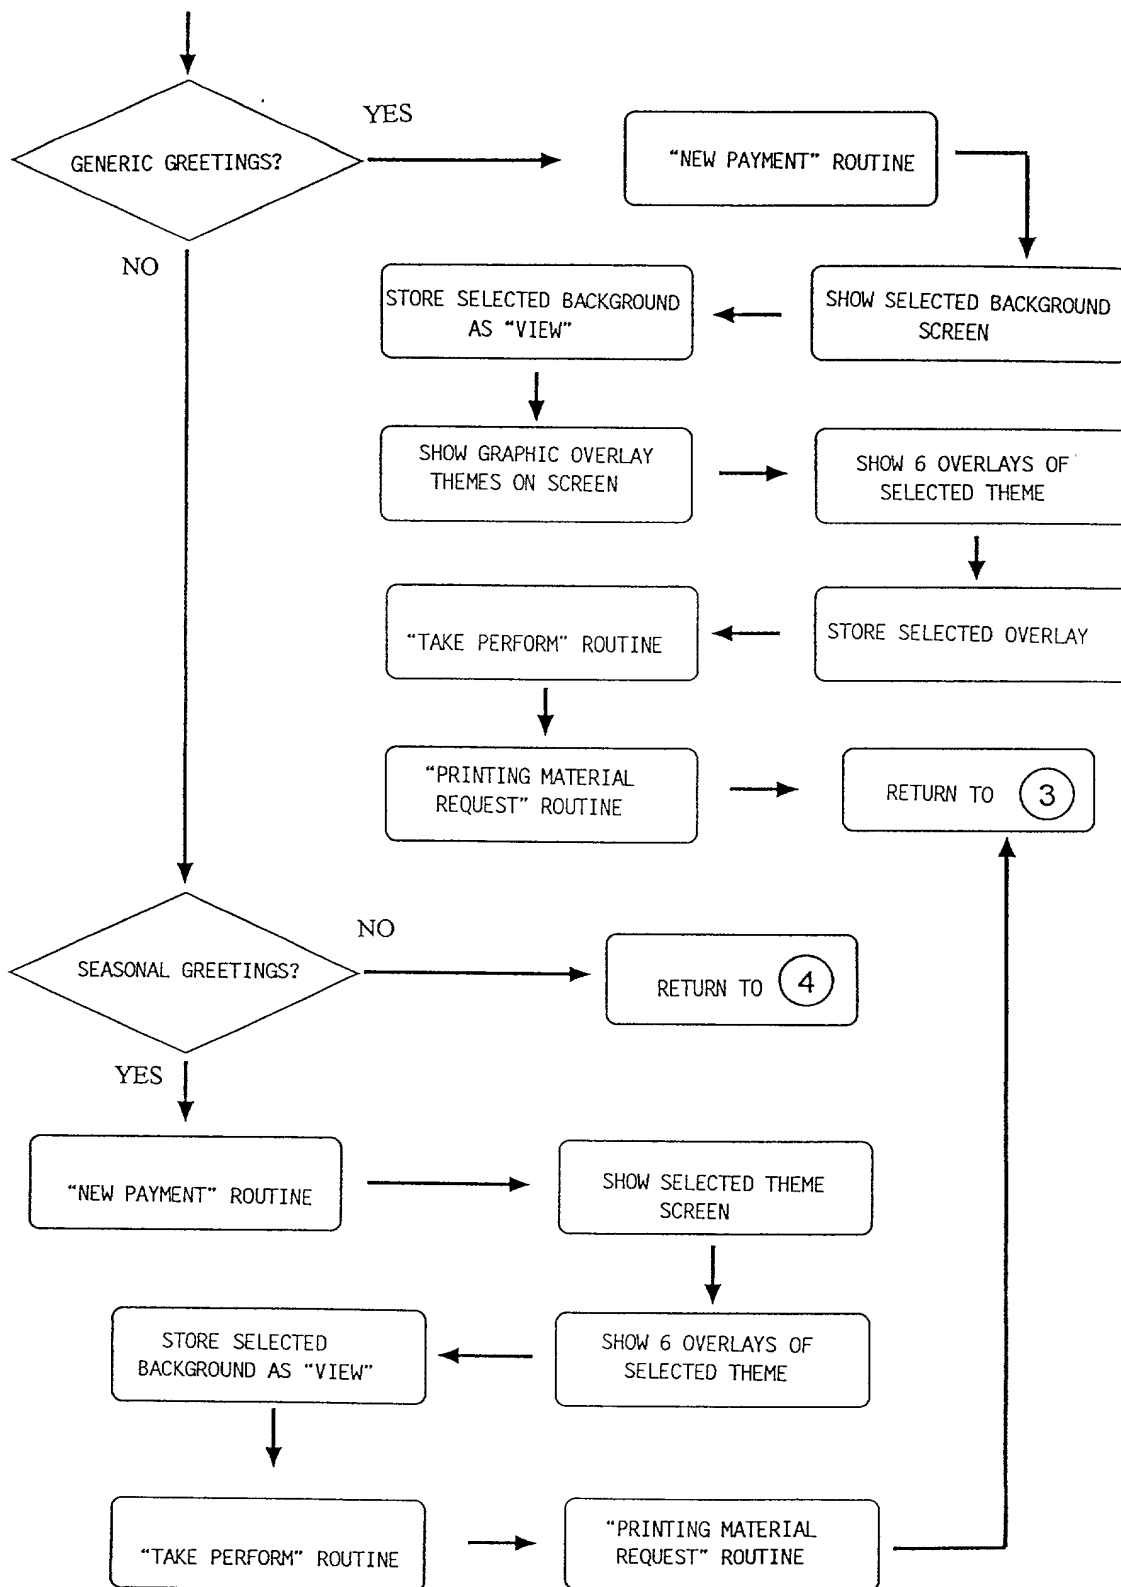 YES
GENERIC GREETINGS?
“NEW PAYMENT” ROUTINE
NO
STORE SELECTED BACKGROUND
AS “VIEW”
SHOW SELECTED BACKGROUND
SCREEN
SHOW GRAPHIC OVERLAY
THEMES ON SCREEN
SHOW 6 OVERLAYS OF
SELECTED THEME
“TAKE PERFORM” ROUTINE
STORE SELECTED OVERLAY
“PRINTING MATERIAL
REQUEST” ROUTINE
RETURN TO 3
NO
SEASONAL GREETINGS?
RETURN TO 4
YES
“NEW PAYMENT” ROUTINE
SHOW SELECTED THEME
SCREEN
STORE SELECTED
BACKGROUND AS “VIEW”
SHOW 6 OVERLAYS OF
SELECTED THEME
“TAKE PERFORM” ROUTINE
“PRINTING MATERIAL
REQUEST” ROUTINE